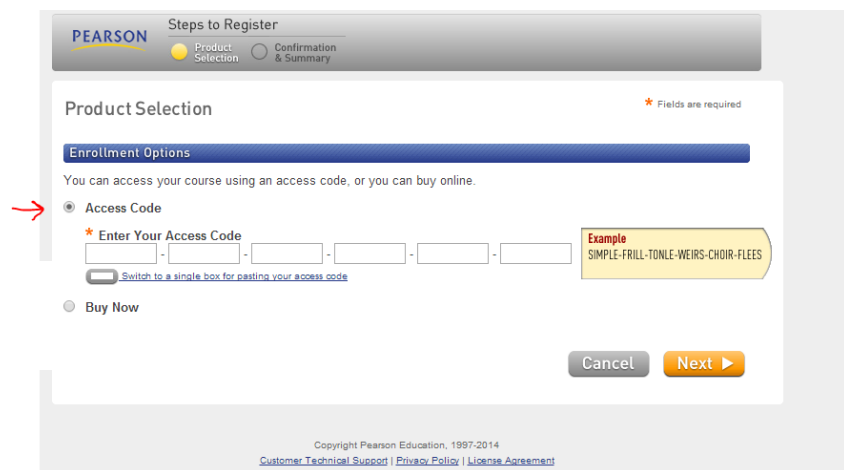 PEARSON
Steps to Register
Product Selection
Confirmation & Summary
Product Selection
* Fields are required
Enrollment Options
You can access your course using an access code, or you can buy online.
Access Code
* Enter Your Access Code
- - - - -
Switch to a single box for pasting your access code
Example
SIMPLE-FRILL-TONLE-WEIRS-CHOIR-FLEES
Buy Now
Cancel
Next
Copyright Pearson Education, 1997-2014
Customer Technical Support | Privacy Policy | License Agreement